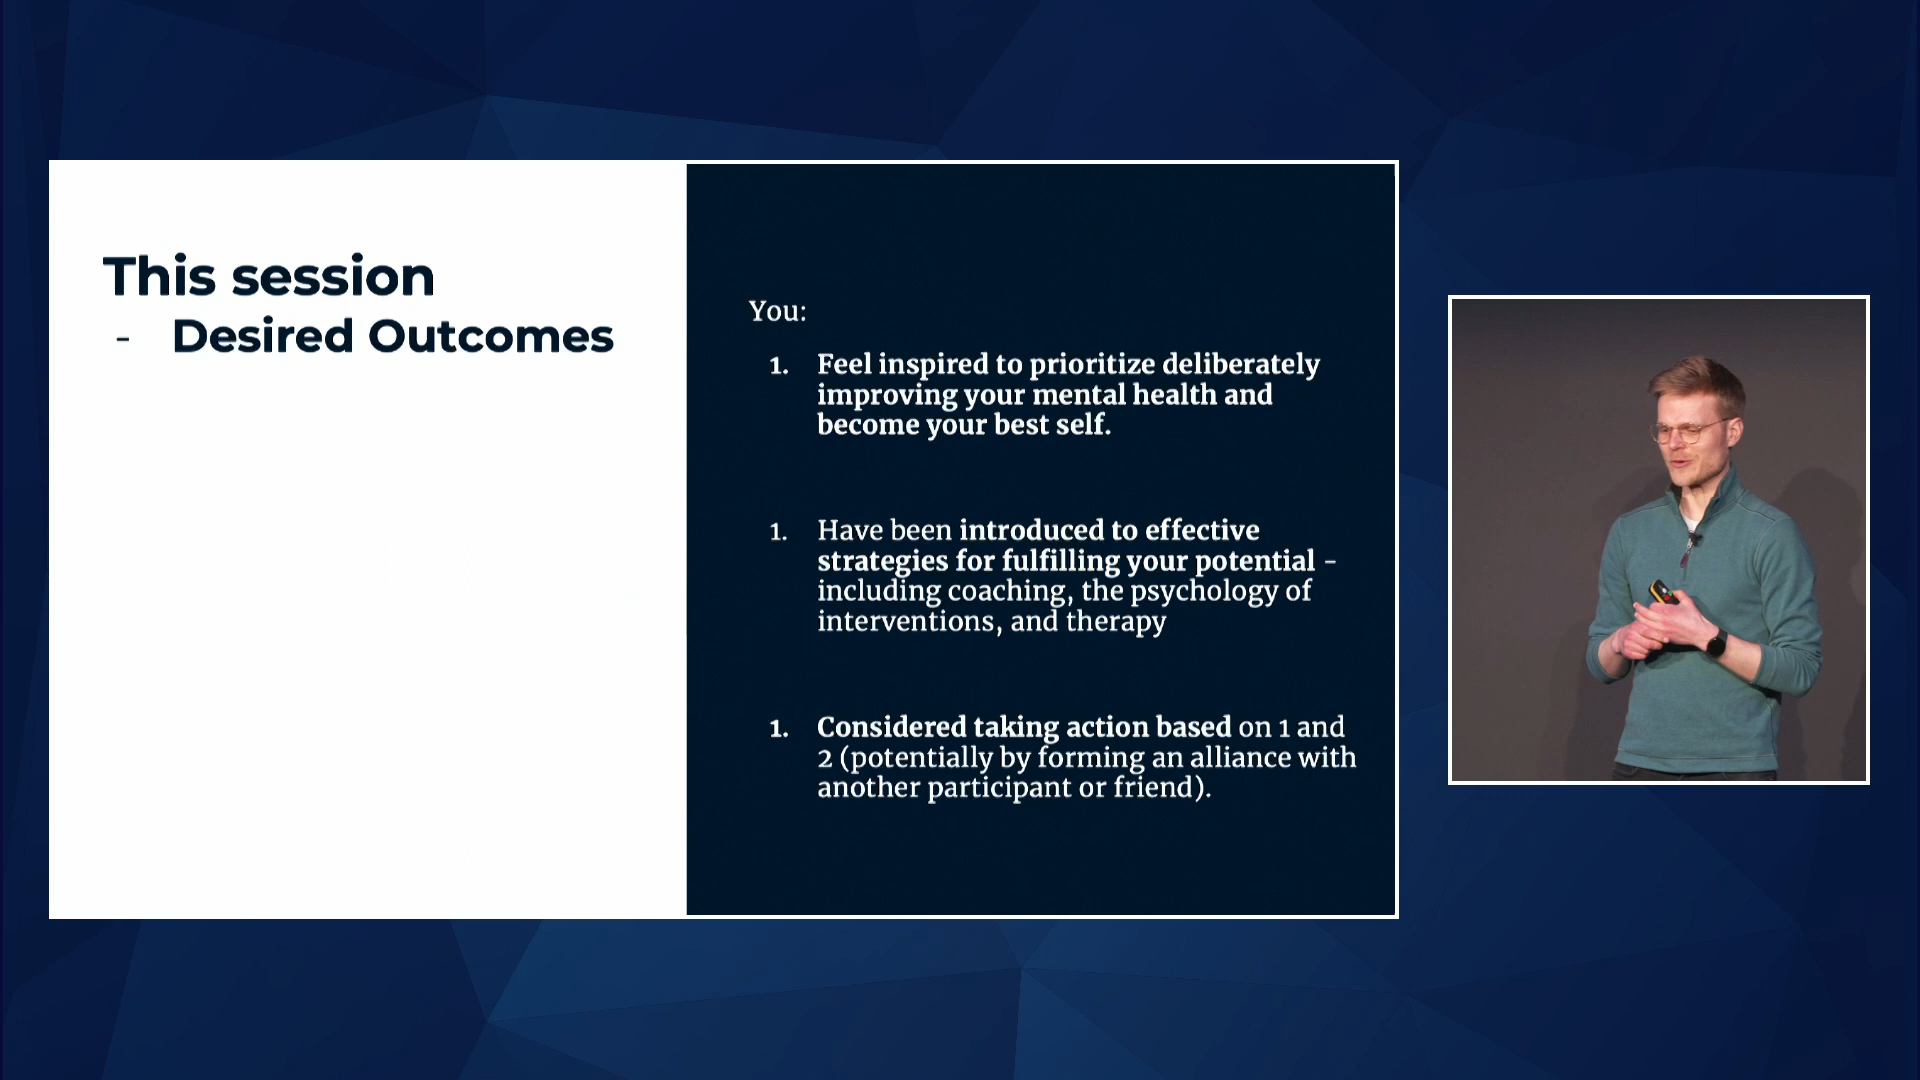 This session
- Desired Outcomes
You:
1. Feel inspired to prioritize deliberately
improving your mental health and
become your best self.
1. Have been introduced to effective
strategies for fulfilling your potential -
including coaching, the psychology of
interventions, and therapy
1. Considered taking action based on 1 and
2 (potentially by forming an alliance with
another participant or friend).